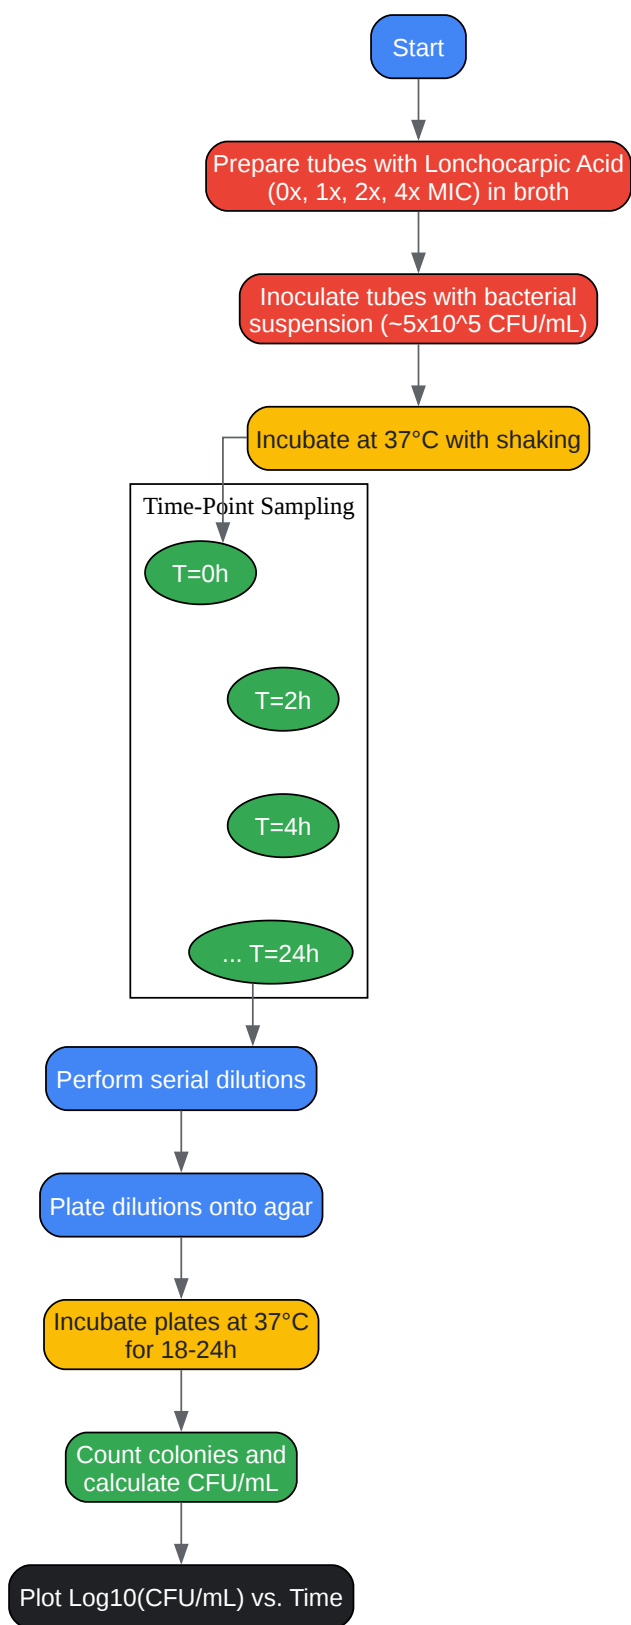 Start
Prepare tubes with Lonchocarpic Acid
(0x, 1x, 2x, 4x MIC) in broth
Inoculate tubes with bacterial
suspension (~5x10^5 CFU/mL)
Incubate at 37°C with shaking
Time-Point Sampling
T=0h
T=2h
T=4h
... T=24h
Perform serial dilutions
Plate dilutions onto agar
Incubate plates at 37°C
for 18-24h
Count colonies and
calculate CFU/mL
Plot Log10(CFU/mL) vs. Time